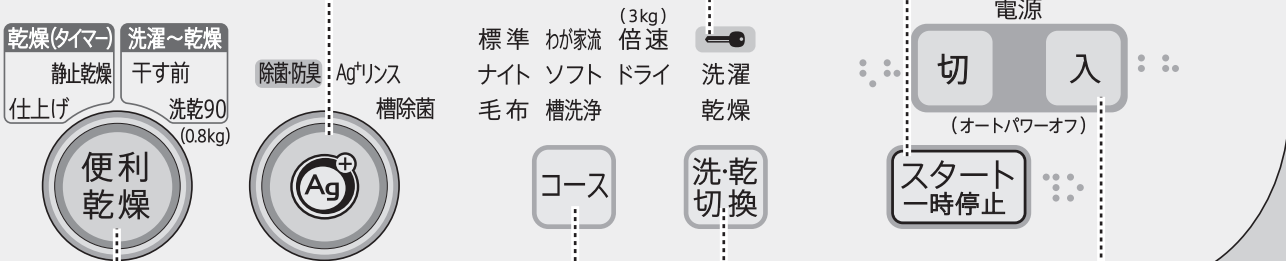 乾燥(タイマー)
洗濯～乾燥
静止乾燥
干す前
仕上げ
洗乾90
(0.8kg)
便利
乾燥
除菌・防臭
Ag⁺リンス
槽除菌
Ag+
(3kg)
標準 わが家流 倍速
ナイト ソフト ドライ
毛布 槽洗浄
洗濯
乾燥
コース
洗・乾
切換
電源
切 入
(オートパワーオフ)
スタート
一時停止